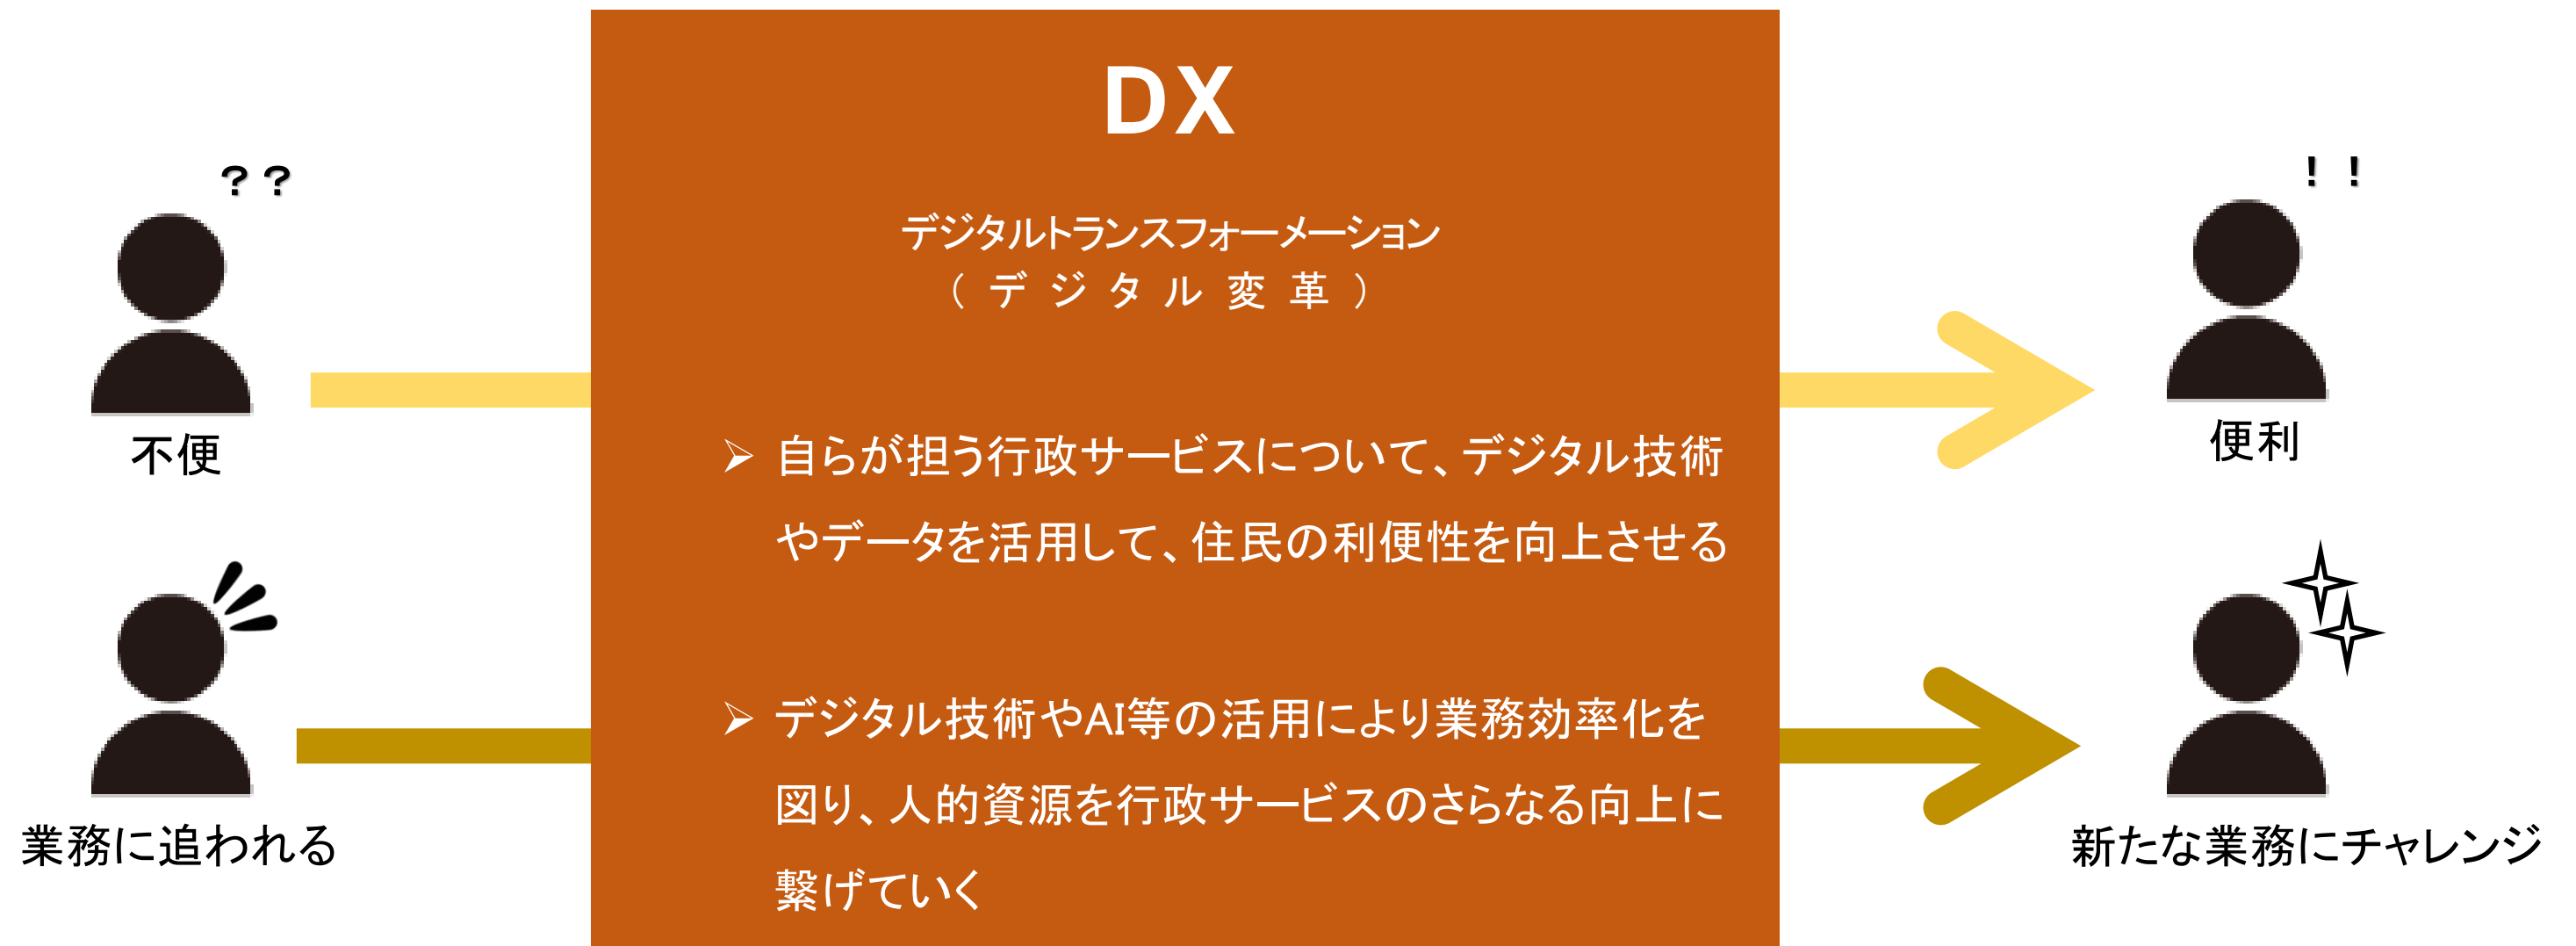 DX
デジタルトランスフォーメーション
（デジタル変革）
？？
不便
！！
便利
➢ 自らが担う行政サービスについて、デジタル技術
やデータを活用して、住民の利便性を向上させる
業務に追われる
➢ デジタル技術やAI等の活用により業務効率化を
図り、人的資源を行政サービスのさらなる向上に
繋げていく
新たな業務にチャレンジ